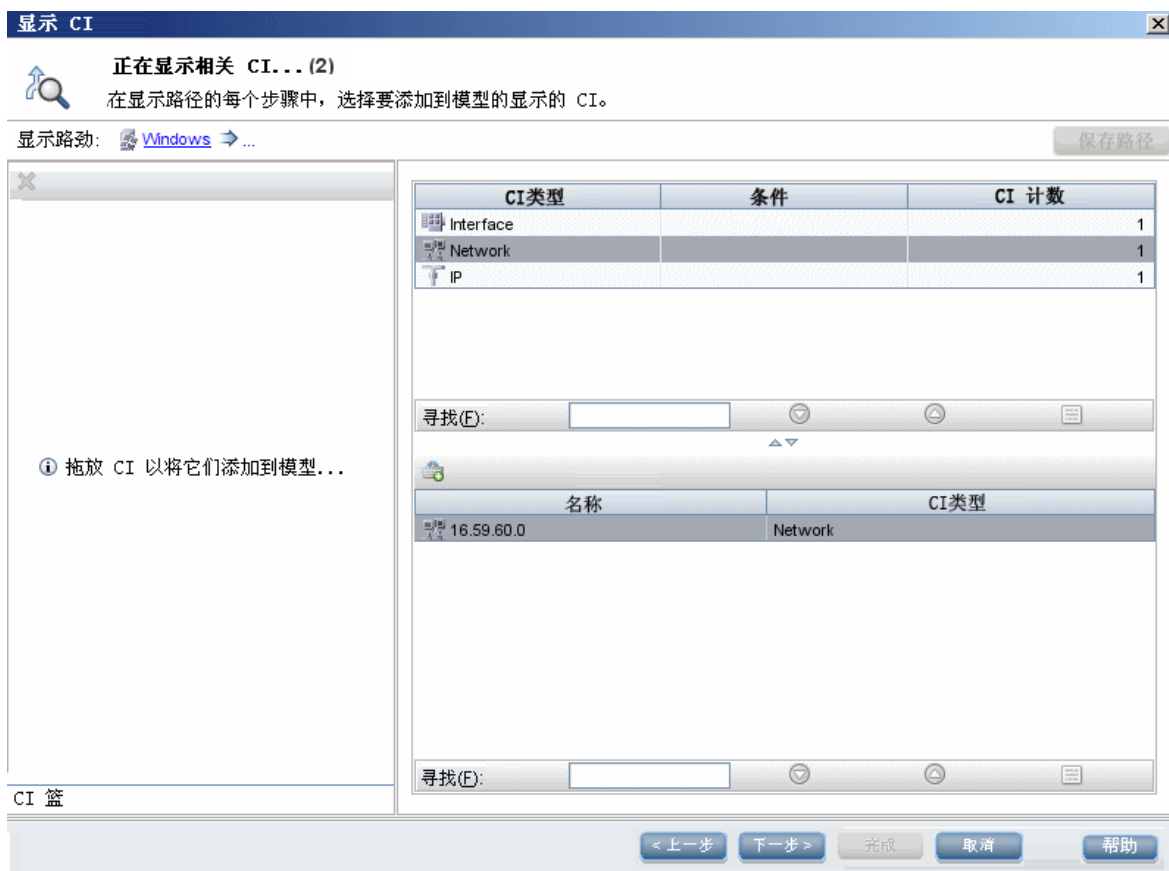 显示 CI
正在显示相关 CI...(2)
在显示路径的每个步骤中，选择要添加到模型的显示的 CI。
显示路劲: Windows ...
保存路径
CI类型 条件 CI 计数
Interface 1
Network 1
IP 1
寻找(F):
拖放 CI 以将它们添加到模型...
名称 CI类型
16.59.60.0 Network
寻找(F):
CI 篮
<上一步 下一步> 完成 取消 帮助